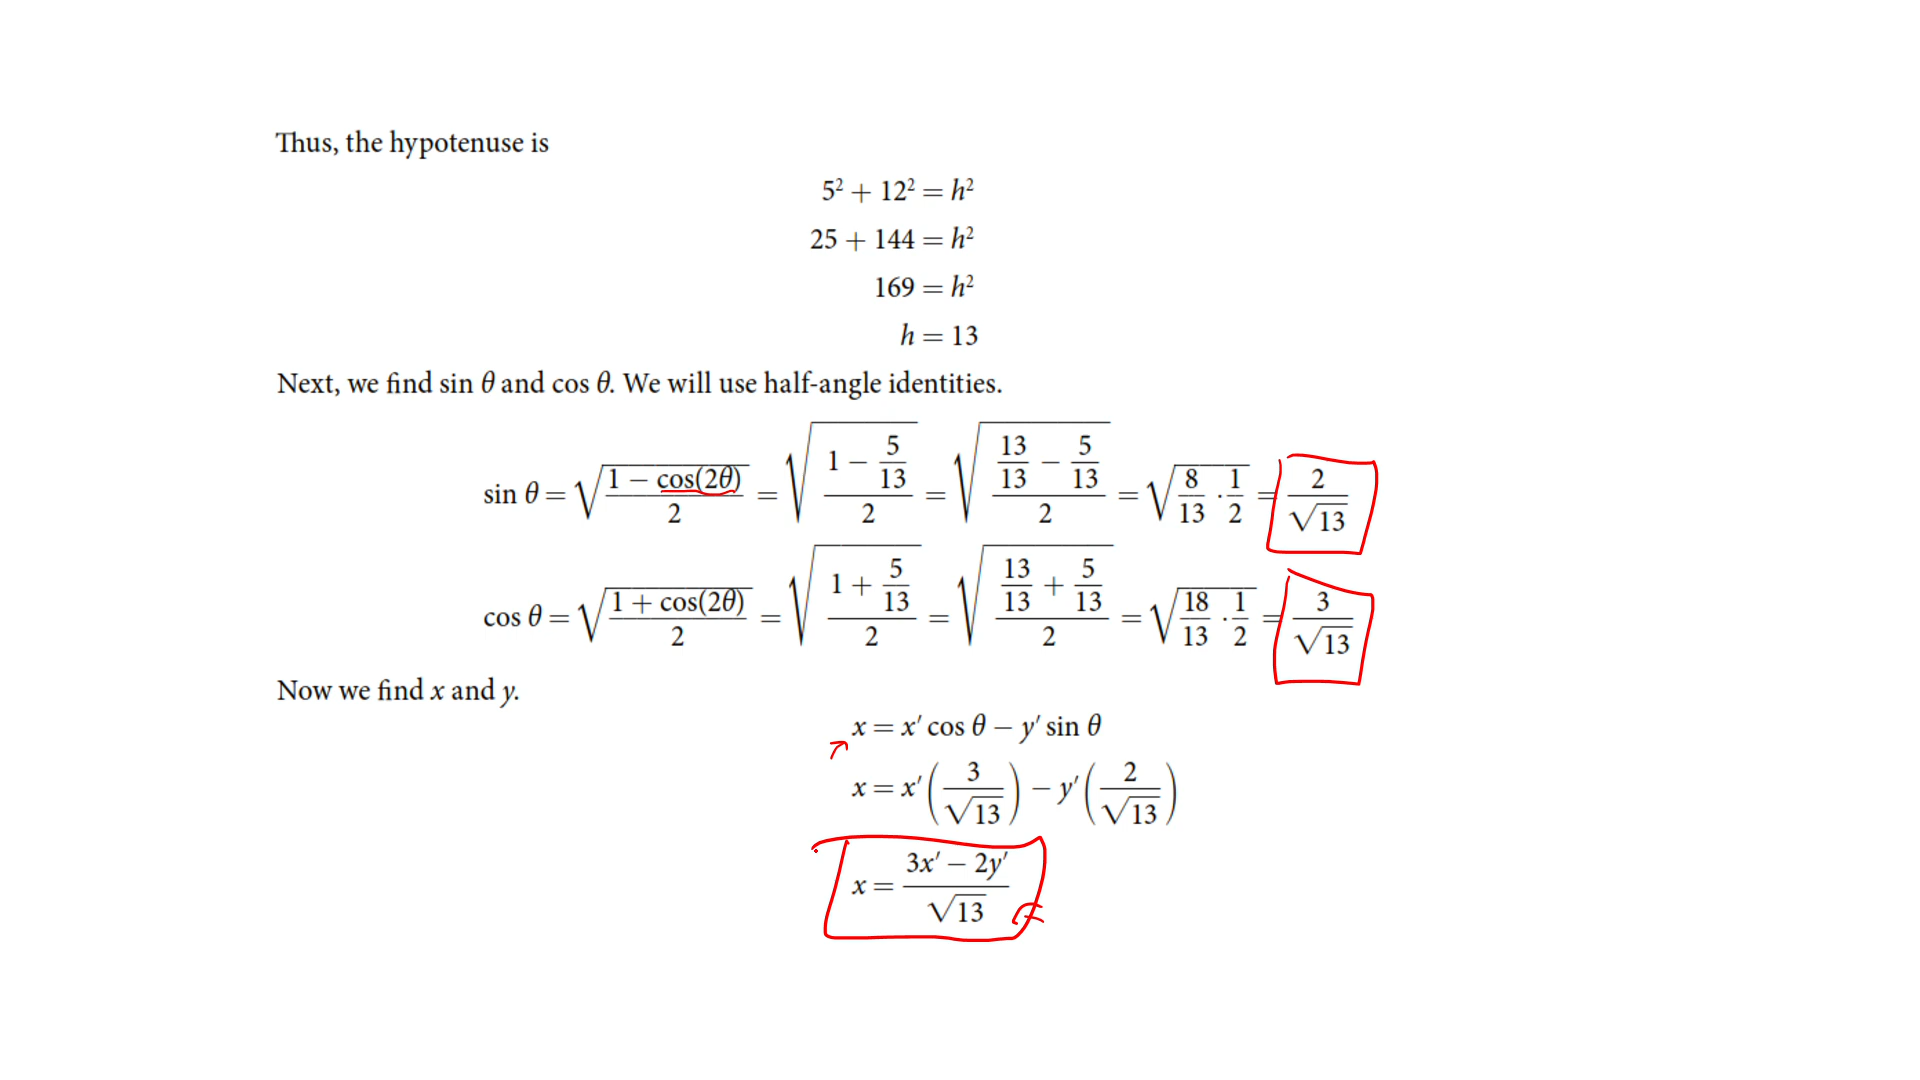 Thus, the hypotenuse is
5² + 12² = h²
25 + 144 = h²
169 = h²
h = 13
Next, we find sin θ and cos θ. We will use half-angle identities.
sin θ = √((1 − cos(2θ))/2) = √((1 − 5/13)/2) = √((13/13 − 5/13)/2) = √(8/13 · 1/2) = 2/√13
cos θ = √((1 + cos(2θ))/2) = √((1 + 5/13)/2) = √((13/13 + 5/13)/2) = √(18/13 · 1/2) = 3/√13
Now we find x and y.
x = x′ cos θ − y′ sin θ
x = x′(3/√13) − y′(2/√13)
x = (3x′ − 2y′)/√13